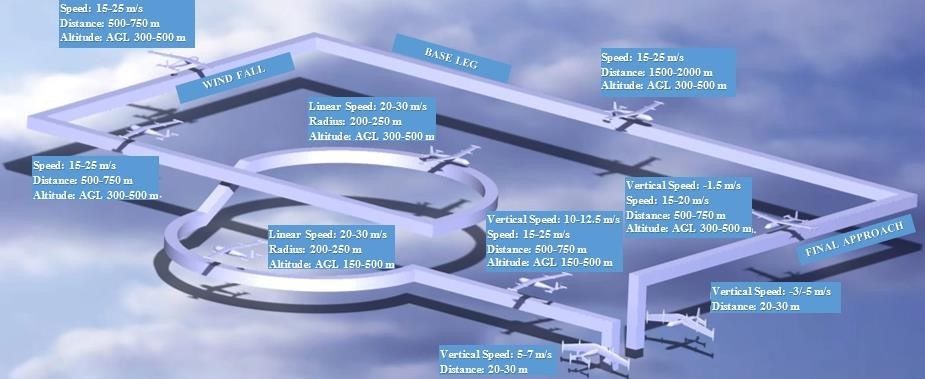 Speed: 15-25 m/s
Distance: 500-750 m
Altitude: AGL 300-500 m
WIND FALL
BASE LEG
Speed: 15-25 m/s
Distance: 1500-2000 m
Altitude: AGL 300-500 m
Linear Speed: 20-30 m/s
Radius: 200-250 m
Altitude: AGL 300-500 m
Speed: 15-25 m/s
Distance: 500-750 m
Altitude: AGL 300-500 m.
Vertical Speed: -1.5 m/s
Speed: 15-20 m/s
Distance: 500-750 m
Altitude: AGL 300-500 m.
Vertical Speed: 10-12.5 m/s
Speed: 15-25 m/s
Distance: 500-750 m
Altitude: AGL 150-500 m
Linear Speed: 20-30 m/s
Radius: 200-250 m
Altitude: AGL 150-500 m
FINAL APPROACH
Vertical Speed: -3/-5 m/s
Distance: 20-30 m
Vertical Speed: 5-7 m/s
Distance: 20-30 m